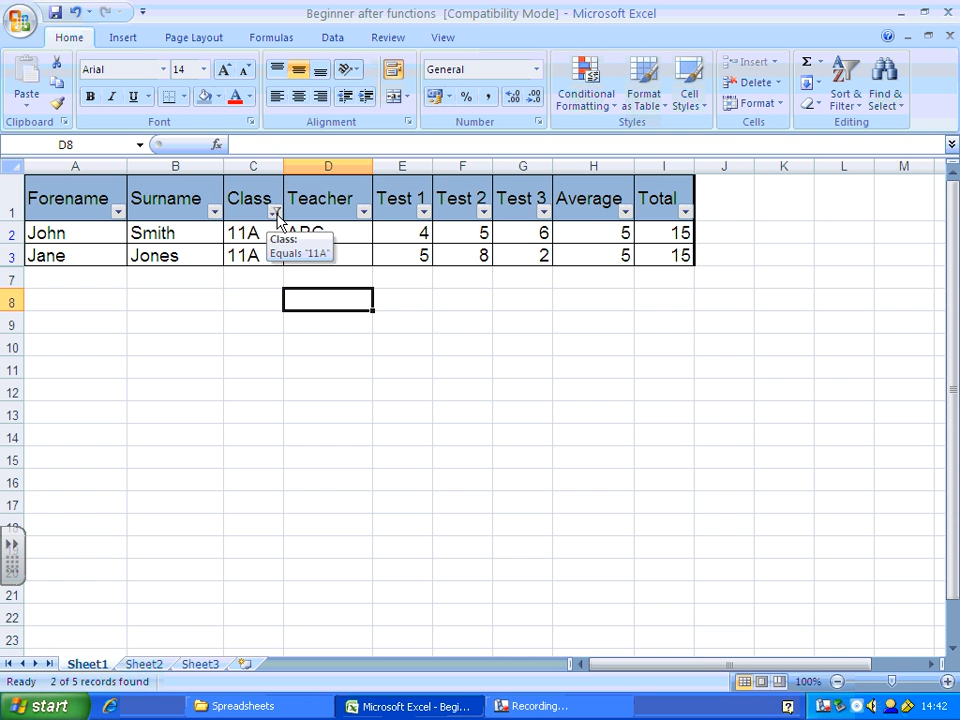 Beginner after functions [Compatibility Mode] - Microsoft Excel
Home Insert Page Layout Formulas Data Review View
Paste Arial 14 General Conditional Formatting Format as Table Cell Styles Insert Delete Format Sort & Filter Find & Select
B I U A % ,
Clipboard Font Alignment Number Styles Cells Editing
D8 fx
A B C D E F G H I J K L M
1 Forename Surname Class Teacher Test 1 Test 2 Test 3 Average Total
2 John Smith 11A ABC 4 5 6 5 15
Class:
Equals "11A"
3 Jane Jones 11A 5 8 2 5 15
7
8
9
10
11
12
13
14
15
16
17
18
20
21
22
23
Sheet1 Sheet2 Sheet3
Ready 2 of 5 records found 100%
start Spreadsheets Microsoft Excel - Begi... Recording... 14:42